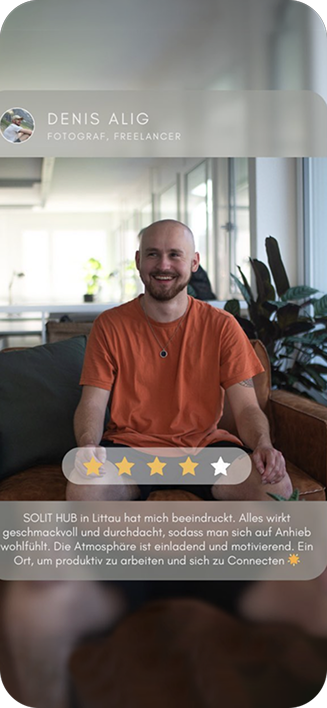 DENIS ALIG
FOTOGRAF, FREELANCER
SOLIT HUB in Littau hat mich beeindruckt. Alles wirkt
geschmackvoll und durchdacht, sodass man sich auf Anhieb
wohlfühlt. Die Atmosphäre ist einladend und motivierend. Ein
Ort, um produktiv zu arbeiten und sich zu Connecten ☀️